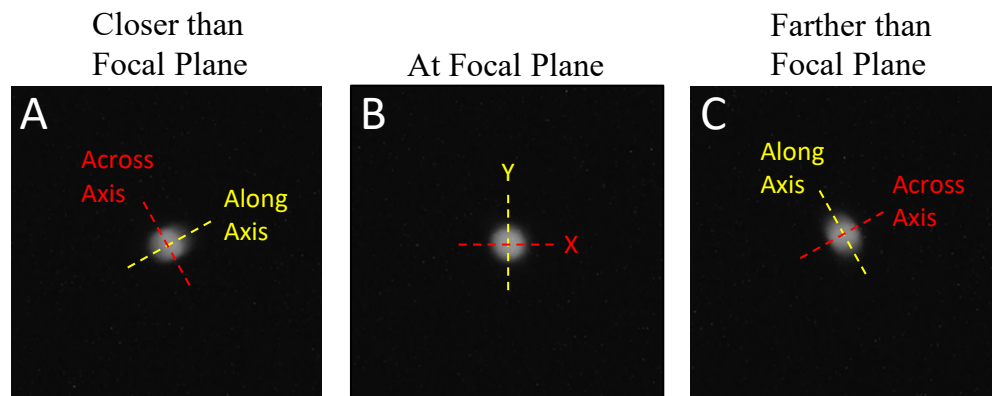 Closer than
Focal Plane
At Focal Plane
Farther than
Focal Plane
A
Across
Axis
Along
Axis
B
Y
X
C
Along
Axis
Across
Axis